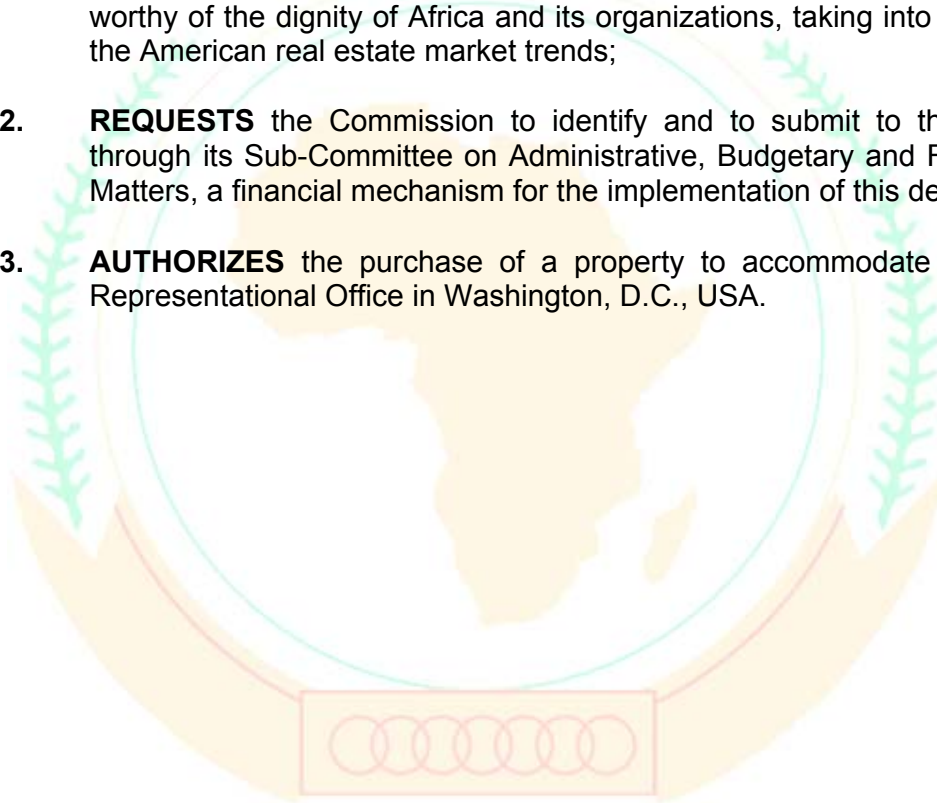 worthy of the dignity of Africa and its organizations, taking into
the American real estate market trends;
2. REQUESTS the Commission to identify and to submit to
through its Sub-Committee on Administrative, Budgetary and
Matters, a financial mechanism for the implementation of this
3. AUTHORIZES the purchase of a property to accommodate
Representational Office in Washington, D.C., USA.